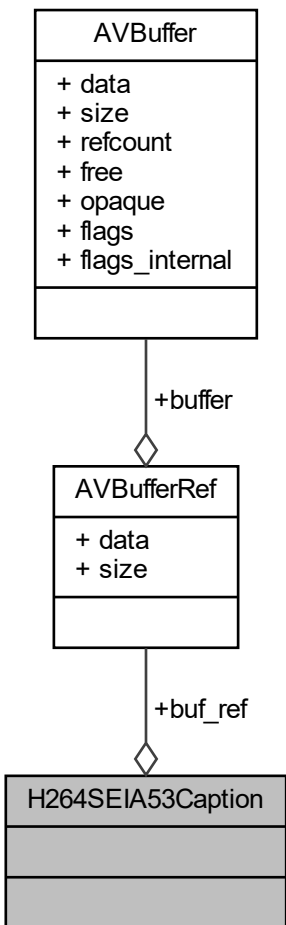 AVBuffer
+ data
+ size
+ refcount
+ free
+ opaque
+ flags
+ flags_internal
+buffer
AVBufferRef
+ data
+ size
+buf_ref
H264SEIA53Caption